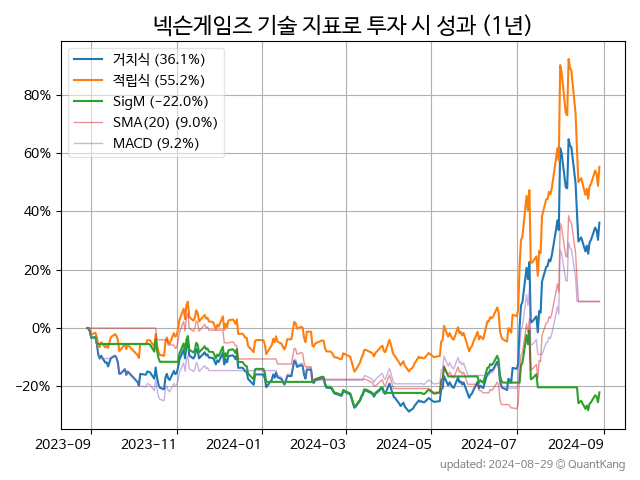 넥슨게임즈 기술 지표로 투자 시 성과 (1년)
거치식 (36.1%)
적립식 (55.2%)
SigM (−22.0%)
SMA(20) (9.0%)
MACD (9.2%)
80%
60%
40%
20%
0%
−20%
2023-09 2023-11 2024-01 2024-03 2024-05 2024-07 2024-09
updated: 2024-08-29 © QuantKang